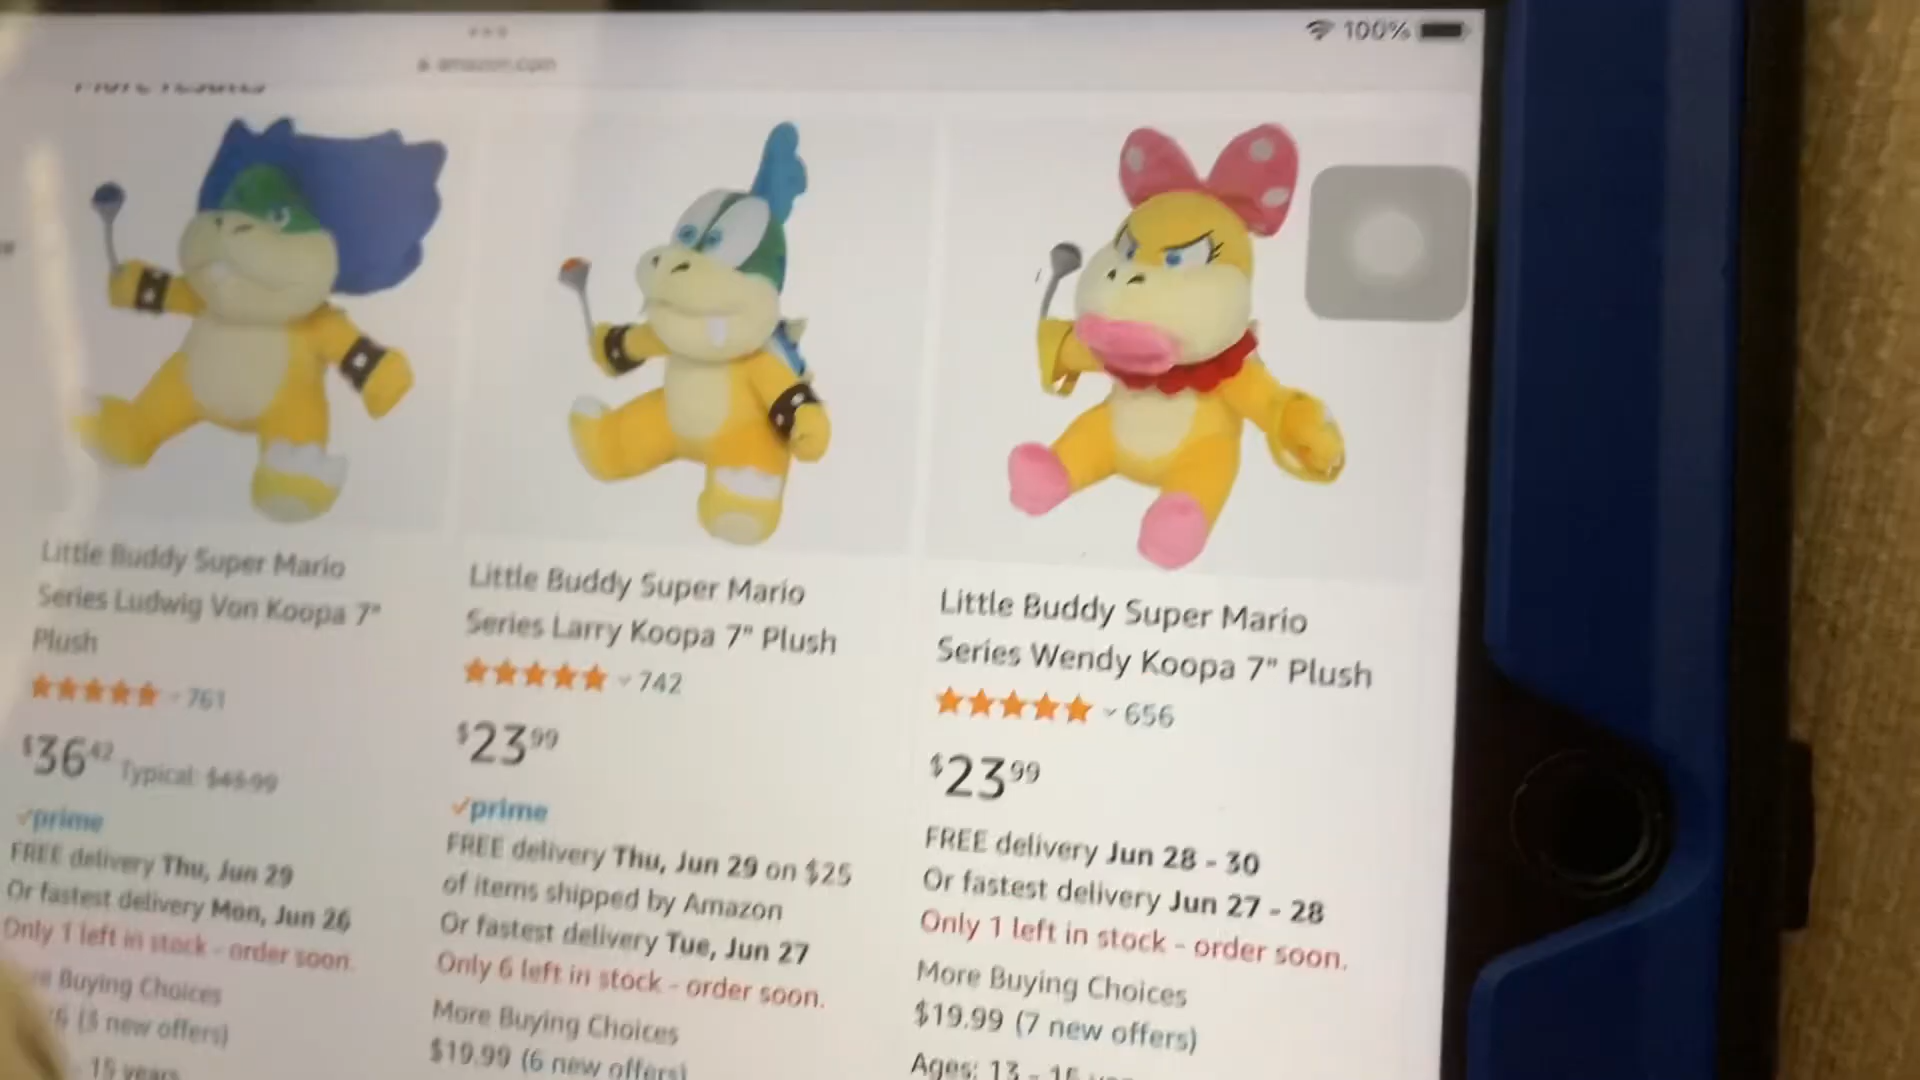 100%
amazon.com
More results
Little Buddy Super Mario
Series Ludwig Von Koopa 7"
Plush
761
$36.42 Typical: $45.99
prime
FREE delivery Thu, Jun 29
Or fastest delivery Mon, Jun 26
Only 1 left in stock - order soon.
Buying Choices
new offers)
Little Buddy Super Mario
Series Larry Koopa 7" Plush
742
$23.99
prime
FREE delivery Thu, Jun 29 on $25
of items shipped by Amazon
Or fastest delivery Tue, Jun 27
Only 6 left in stock - order soon.
More Buying Choices
$19.99 (6 new offers)
Little Buddy Super Mario
Series Wendy Koopa 7" Plush
656
$23.99
FREE delivery Jun 28 - 30
Or fastest delivery Jun 27 - 28
Only 1 left in stock - order soon.
More Buying Choices
$19.99 (7 new offers)
Ages: 13 -